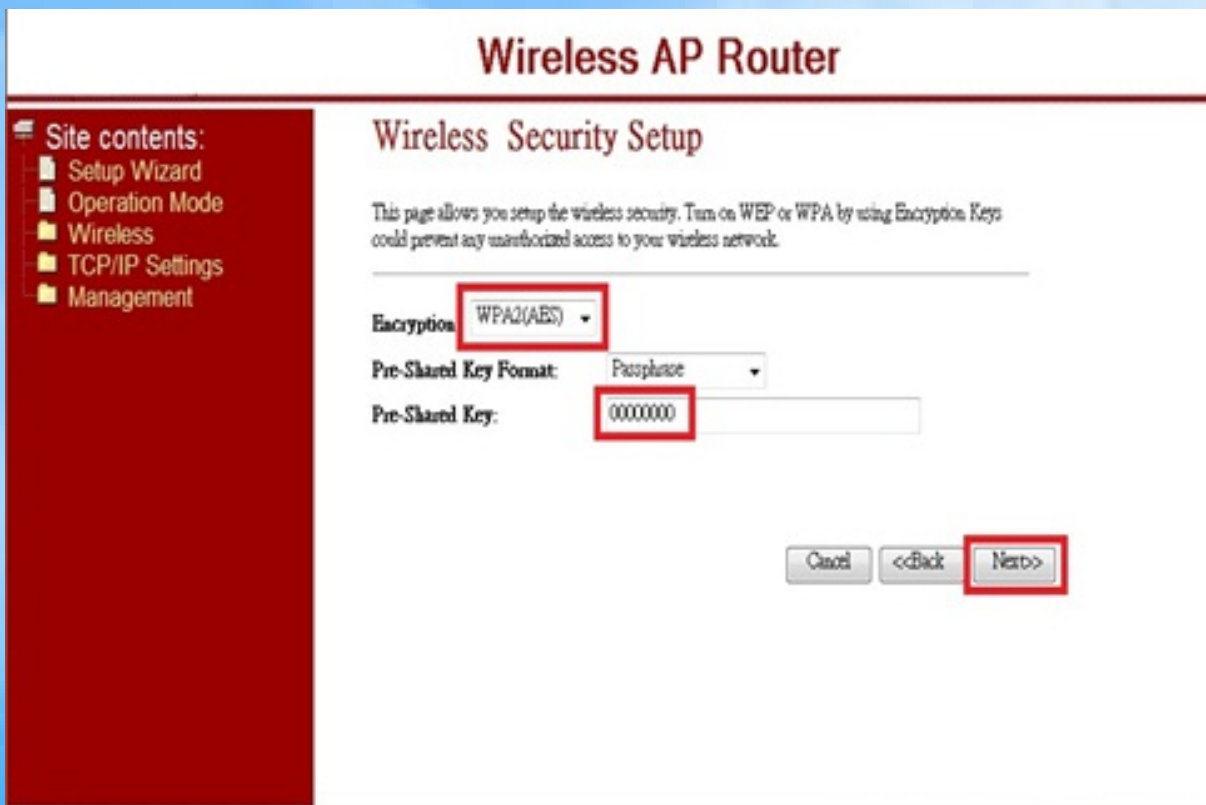 Wireless AP Router
Site contents:
Setup Wizard
Operation Mode
Wireless
TCP/IP Settings
Management
Wireless Security Setup
This page allows you setup the wireless security. Turn on WEP or WPA by using Encryption Keys
could prevent any unauthorized access to your wireless network.
Encryption WPA2(AES)
Pre-Shared Key Format: Passphrase
Pre-Shared Key: 00000000
Cancel <<Back Next>>